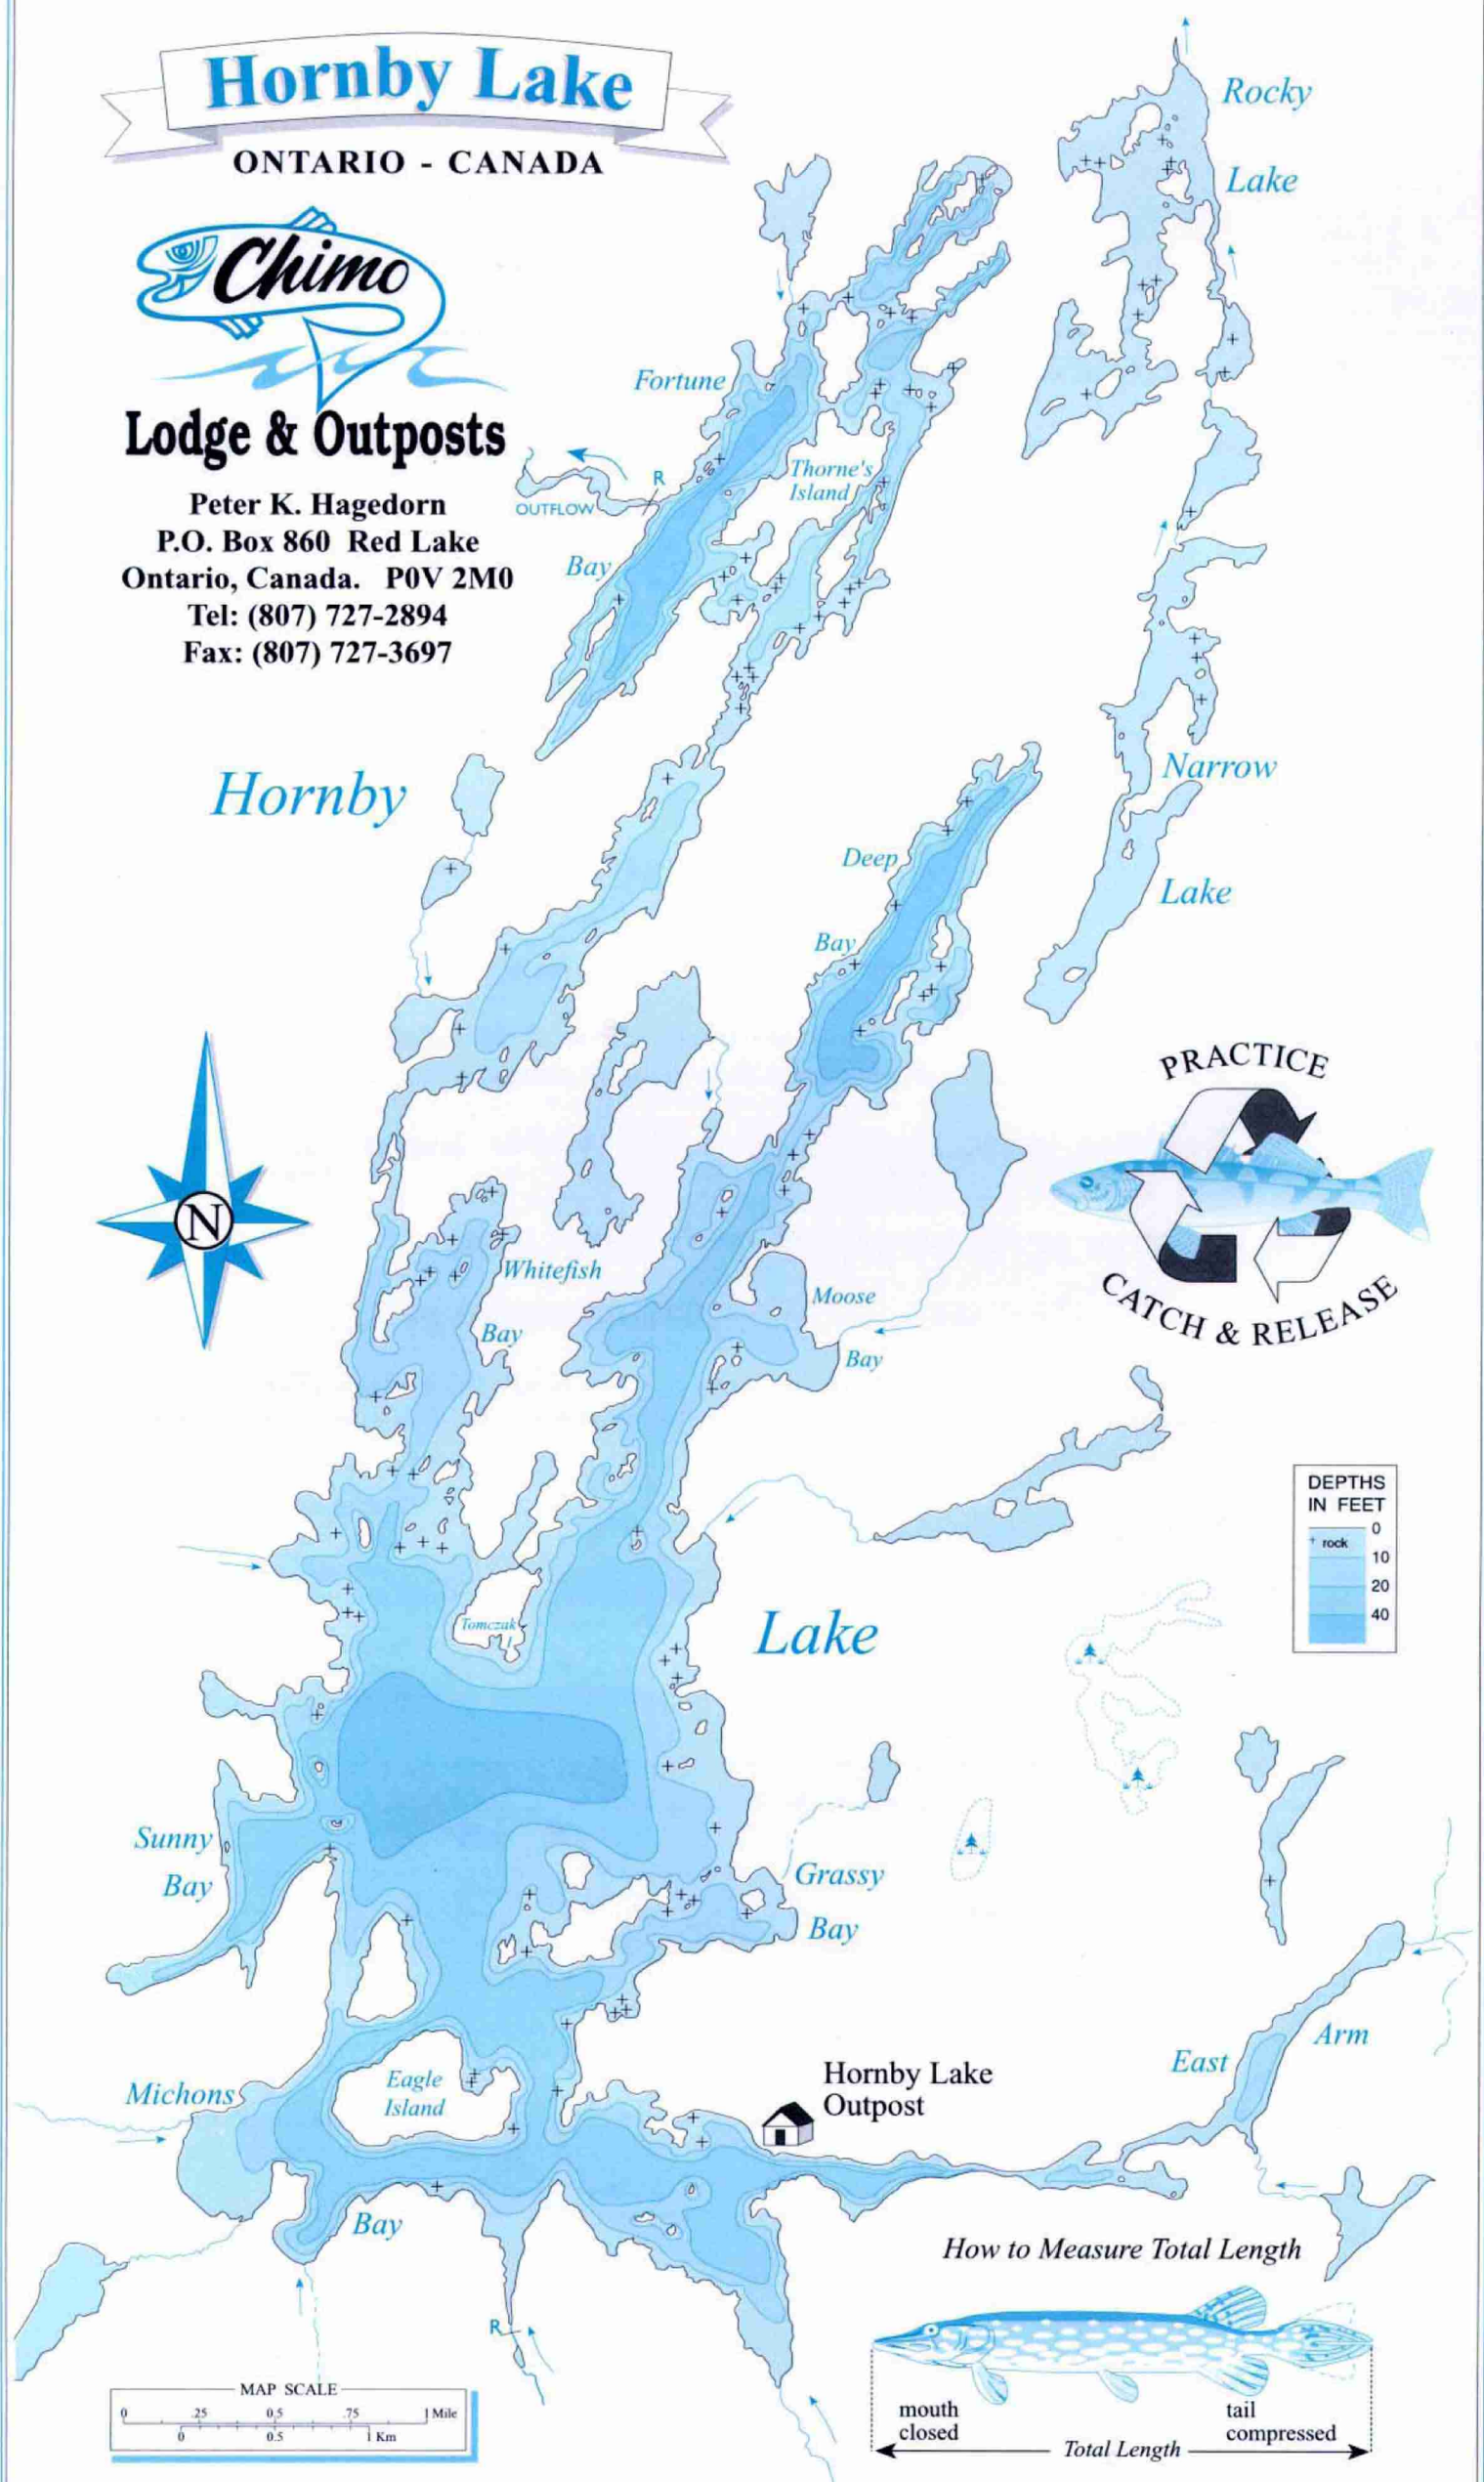 Hornby Lake
ONTARIO - CANADA
Chimo
Lodge & Outposts
Peter K. Hagedorn
P.O. Box 860 Red Lake
Ontario, Canada. P0V 2M0
Tel: (807) 727-2894
Fax: (807) 727-3697
Rocky
Lake
Fortune
Bay
Thorne's
Island
R
OUTFLOW
Hornby
Narrow
Lake
Deep
Bay
PRACTICE
CATCH & RELEASE
N
Whitefish
Bay
Moose
Bay
DEPTHS
IN FEET
0
+ rock
10
20
40
Tomczak
I
Lake
Sunny
Bay
Grassy
Bay
Eagle
Island
Michons
Bay
Hornby Lake
Outpost
East
Arm
R
How to Measure Total Length
mouth
closed
tail
compressed
Total Length
MAP SCALE
0 .25 0.5 .75 1 Mile
0 0.5 1 Km